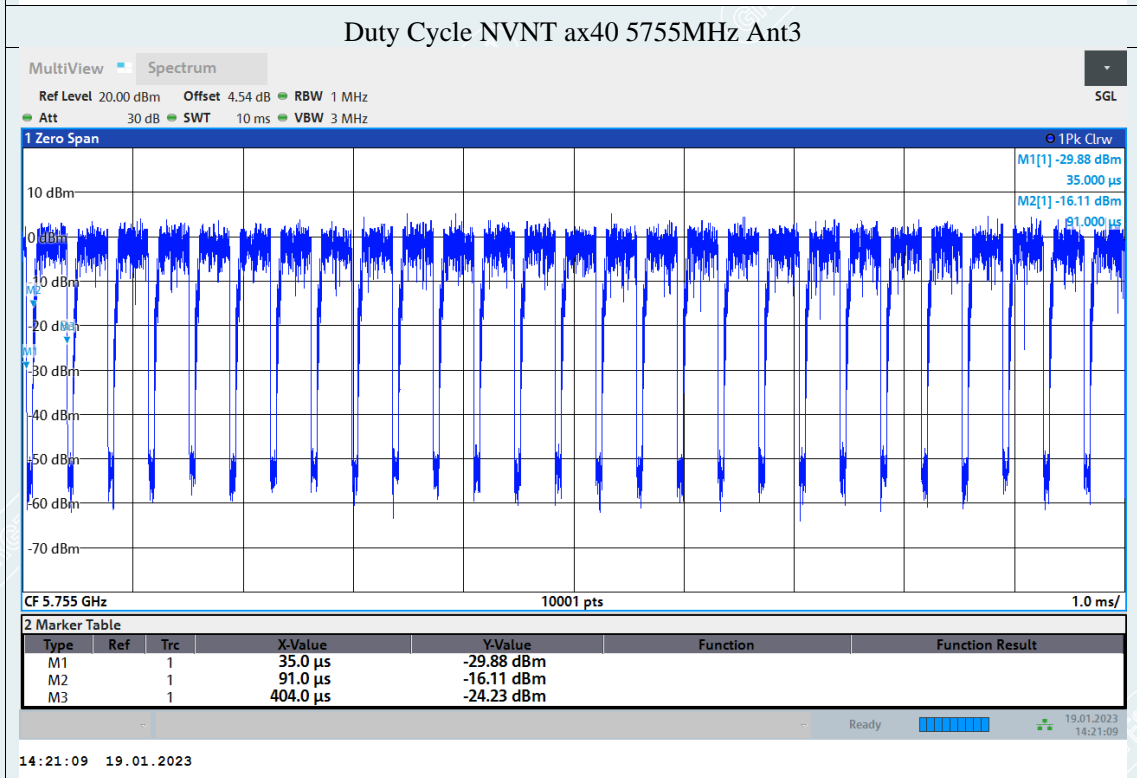 Duty Cycle NVNT ax40 5755MHz Ant3
MultiView Spectrum
Ref Level 20.00 dBm Offset 4.54 dB RBW 1 MHz
SGL
Att 30 dB SWT 10 ms VBW 3 MHz
1 Zero Span 1Pk Clrw
M1[1] -29.88 dBm
35.000 µs
M2[1] -16.11 dBm
91.000 µs
10 dBm
0 dBm
-10 dBm
M2
-20 dBm
M1
-30 dBm
-40 dBm
-50 dBm
-60 dBm
-70 dBm
CF 5.755 GHz 10001 pts 1.0 ms/
2 Marker Table
Type Ref Trc X-Value Y-Value Function Function Result
M1 1 35.0 µs -29.88 dBm
M2 1 91.0 µs -16.11 dBm
M3 1 404.0 µs -24.23 dBm
Ready 19.01.2023
14:21:09
14:21:09 19.01.2023